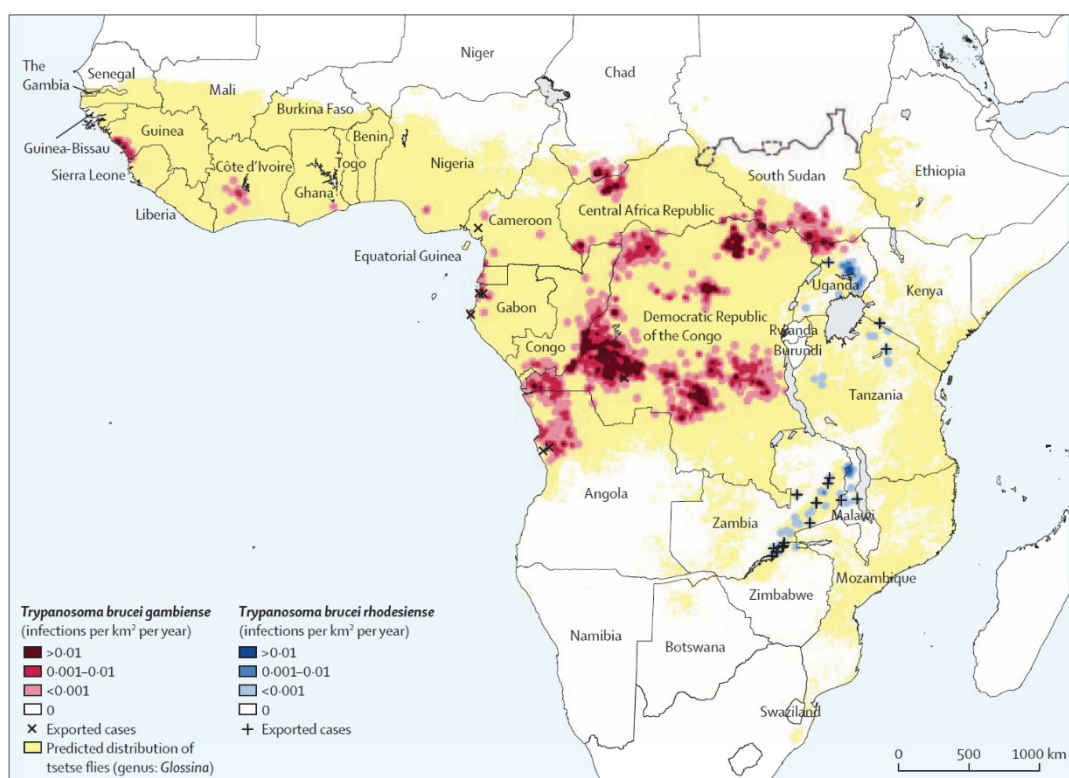 Niger
The
Gambia
Senegal
Mali
Chad
Burkina Faso
Guinea
Benin
Guinea-Bissau
Nigeria
Ethiopia
Côte d'Ivoire
Togo
South Sudan
Sierra Leone
Ghana
Central Africa Republic
Liberia
Cameroon
Equatorial Guinea
Uganda
Kenya
Gabon
Democratic Republic
of the Congo
Rwanda
Congo
Burundi
Tanzania
Angola
Zambia
Malawi
Mozambique
Zimbabwe
Namibia
Botswana
Swaziland
Trypanosoma brucei gambiense
(infections per km² per year)
>0·01
0·001–0·01
<0·001
0
Exported cases
Predicted distribution of
tsetse flies (genus: Glossina)
Trypanosoma brucei rhodesiense
(infections per km² per year)
>0·01
0·001–0·01
<0·001
0
Exported cases
0 500 1000 km